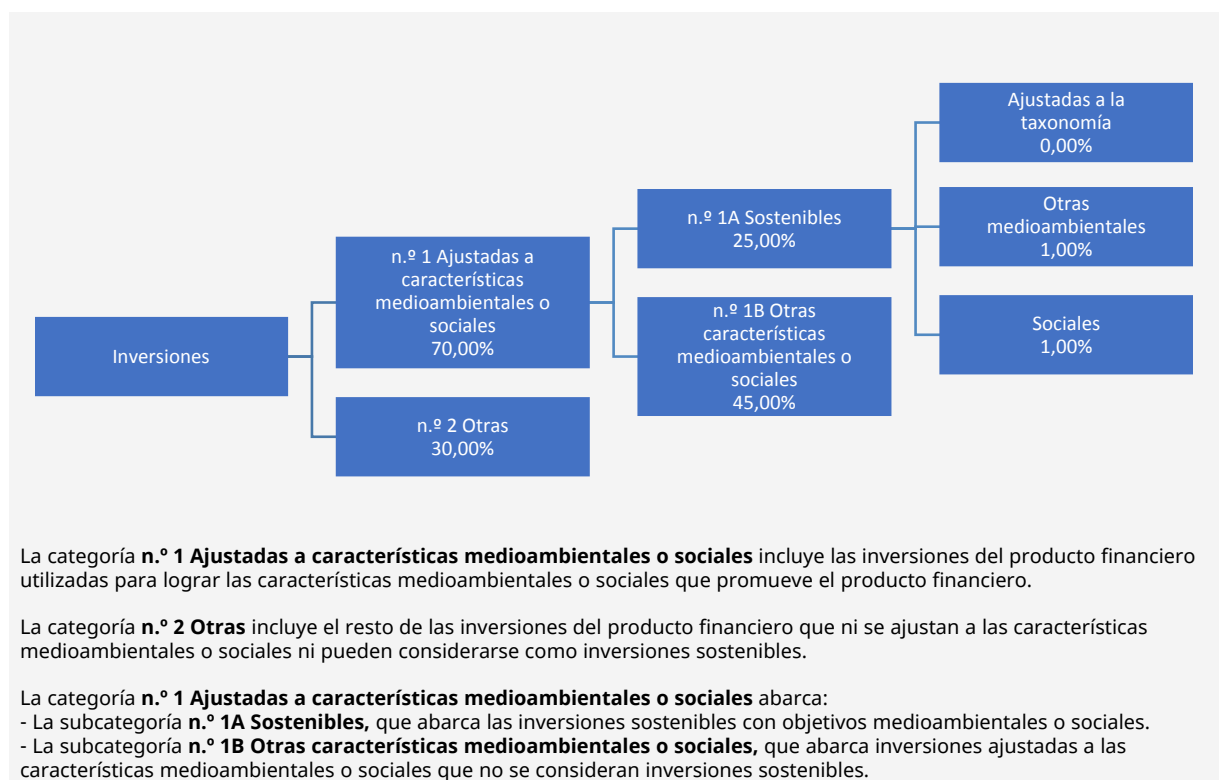 Inversiones
n.º 1 Ajustadas a
características
medioambientales o
sociales
70,00%
n.º 2 Otras
30,00%
n.º 1A Sostenibles
25,00%
n.º 1B Otras
características
medioambientales o
sociales
45,00%
Ajustadas a la
taxonomía
0,00%
Otras
medioambientales
1,00%
Sociales
1,00%
La categoría n.º 1 Ajustadas a características medioambientales o sociales incluye las inversiones del producto financiero
utilizadas para lograr las características medioambientales o sociales que promueve el producto financiero.
La categoría n.º 2 Otras incluye el resto de las inversiones del producto financiero que ni se ajustan a las características
medioambientales o sociales ni pueden considerarse como inversiones sostenibles.
La categoría n.º 1 Ajustadas a características medioambientales o sociales abarca:
- La subcategoría n.º 1A Sostenibles, que abarca las inversiones sostenibles con objetivos medioambientales o sociales.
- La subcategoría n.º 1B Otras características medioambientales o sociales, que abarca inversiones ajustadas a las
características medioambientales o sociales que no se consideran inversiones sostenibles.